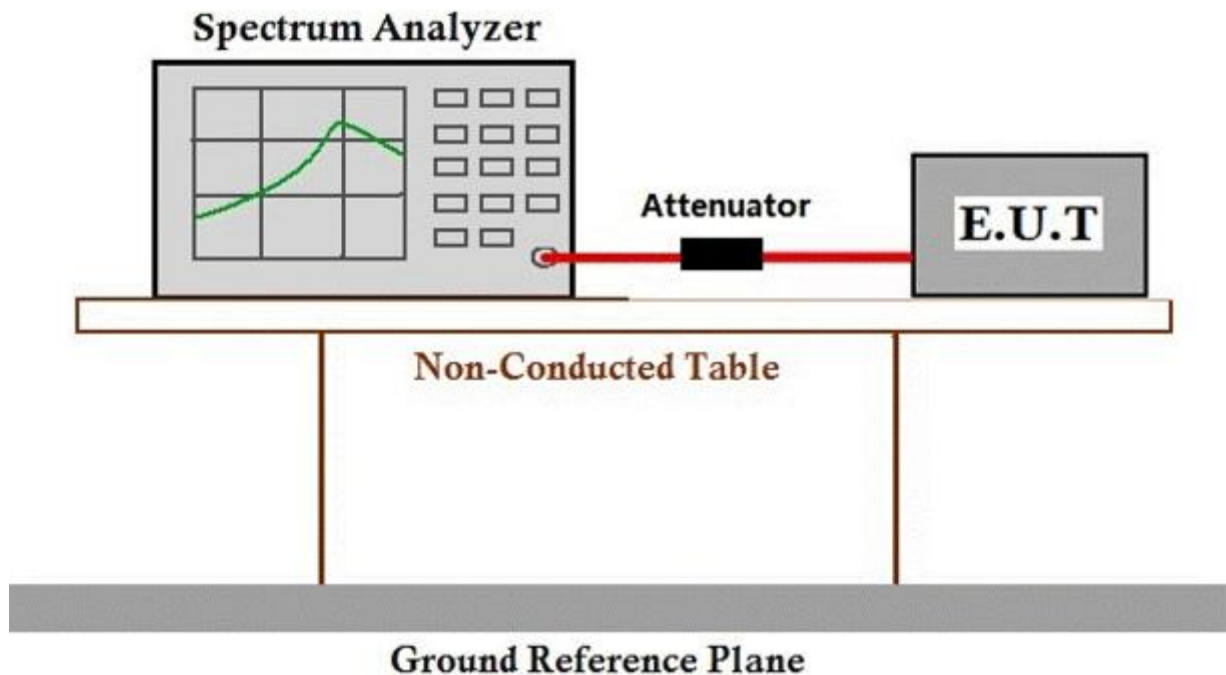 Spectrum Analyzer
Attenuator
E.U.T
Non-Conducted Table
Ground Reference Plane